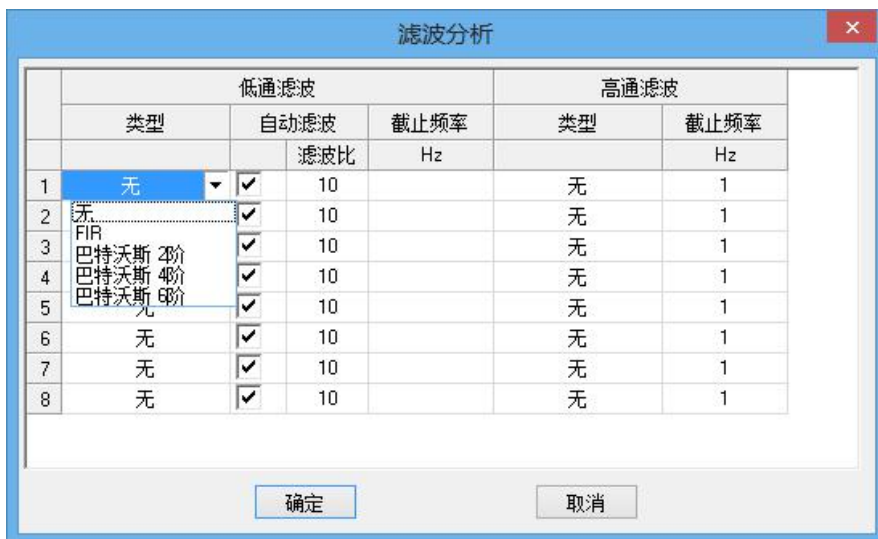 滤波分析
低通滤波 高通滤波
类型 自动滤波 截止频率 类型 截止频率
滤波比 Hz Hz
1 无 10 无 1
2 无 10 无 1
FIR
3 巴特沃斯 2阶 10 无 1
4 巴特沃斯 4阶 10 无 1
巴特沃斯 6阶
5 无 10 无 1
6 无 10 无 1
7 无 10 无 1
8 无 10 无 1
确定 取消